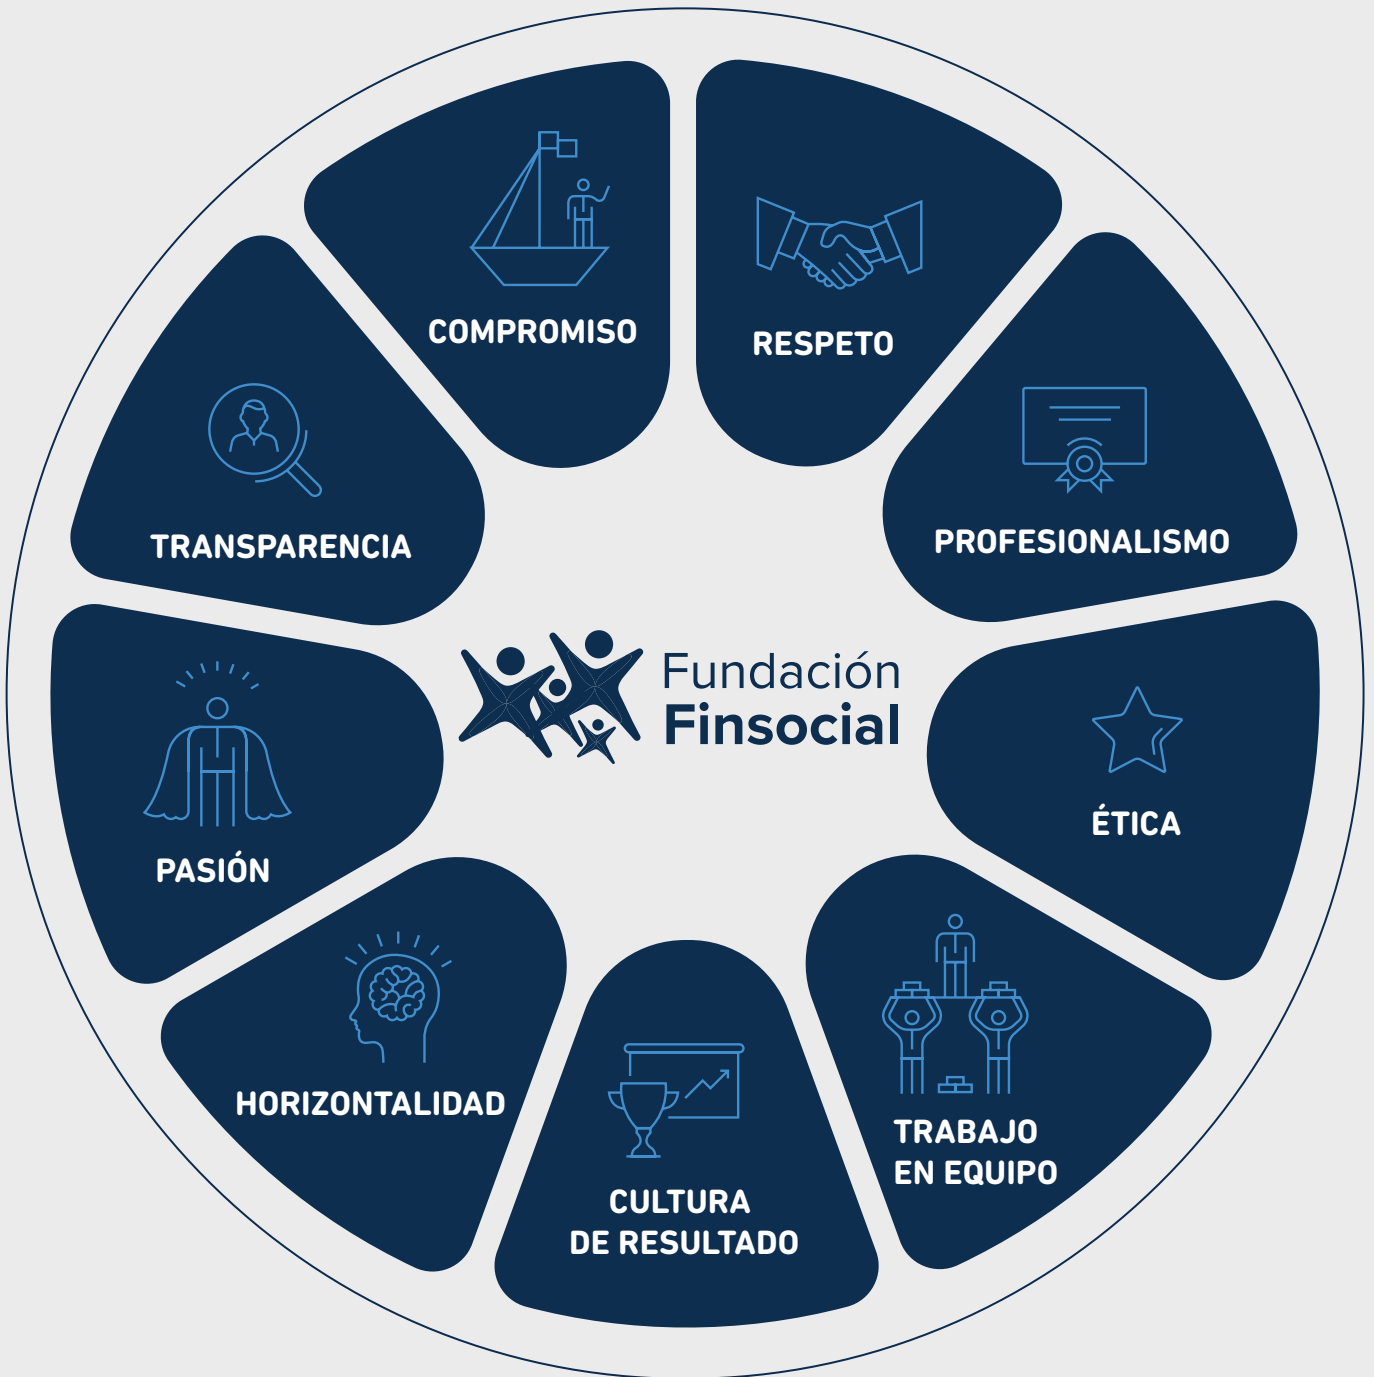 COMPROMISO
RESPETO
TRANSPARENCIA
PROFESIONALISMO
Fundación
Finsocial
PASIÓN
ÉTICA
HORIZONTALIDAD
TRABAJO
EN EQUIPO
CULTURA
DE RESULTADO